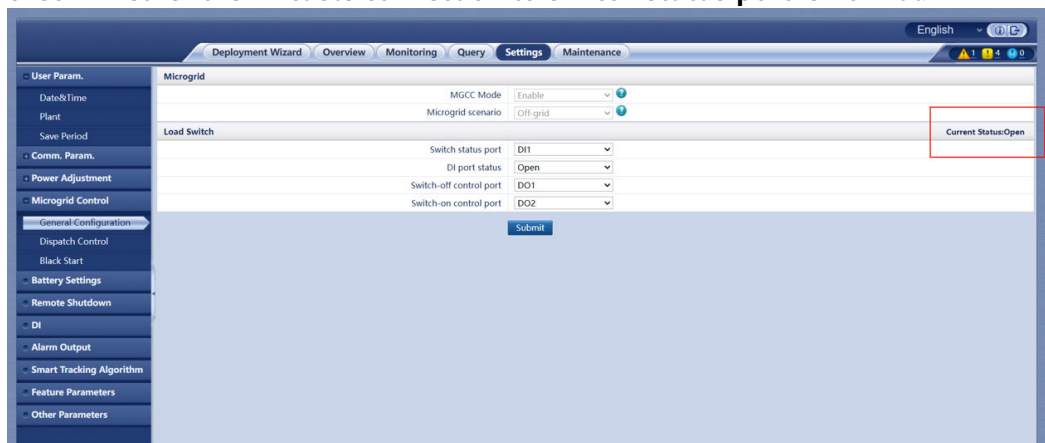 English
Deployment Wizard Overview Monitoring Query Settings Maintenance
1 4 0
User Param.
Date&Time
Plant
Save Period
Comm. Param.
Power Adjustment
Microgrid Control
General Configuration
Dispatch Control
Black Start
Battery Settings
Remote Shutdown
DI
Alarm Output
Smart Tracking Algorithm
Feature Parameters
Other Parameters
Microgrid
MGCC Mode Enable
Microgrid scenario Off-grid
Load Switch Current Status:Open
Switch status port DI1
DI port status Open
Switch-off control port DO1
Switch-on control port DO2
Submit